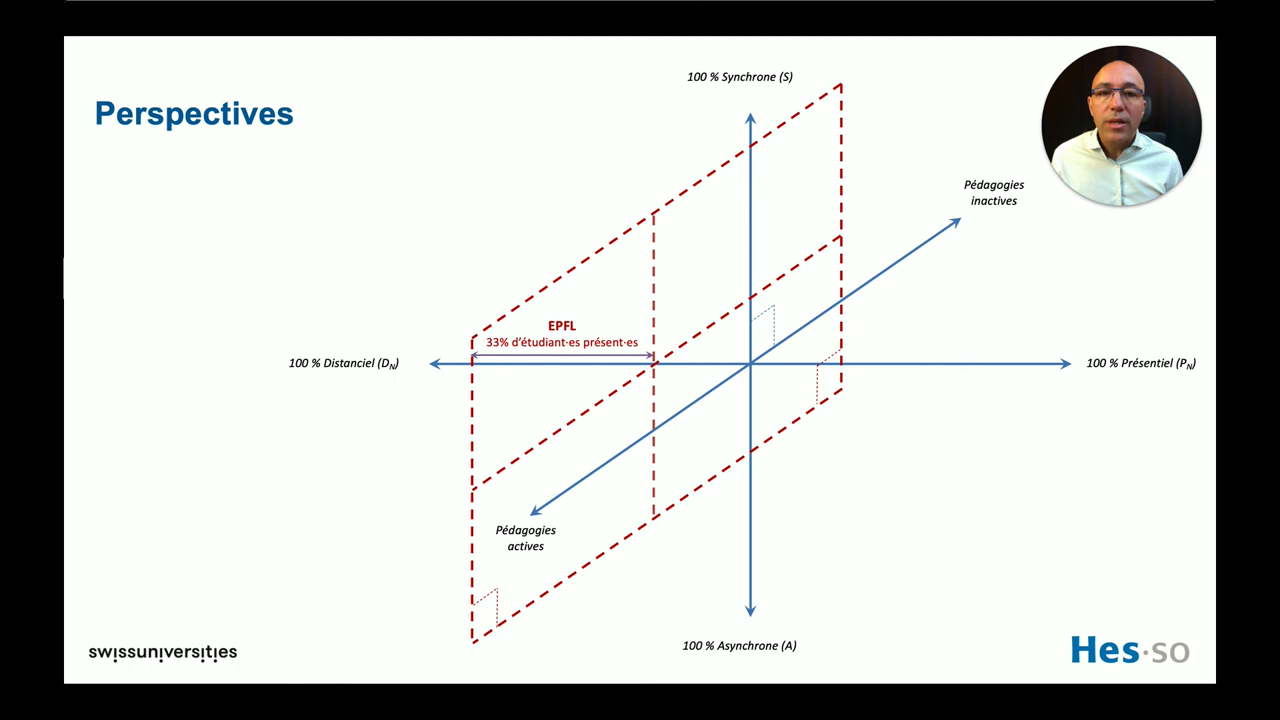 Perspectives
100 % Synchrone (S)
Pédagogies
inactives
EPFL
33% d'étudiant·es présent·es
100 % Distanciel (DN)
100 % Présentiel (PN)
Pédagogies
actives
100 % Asynchrone (A)
swissuniversities
Hes·so